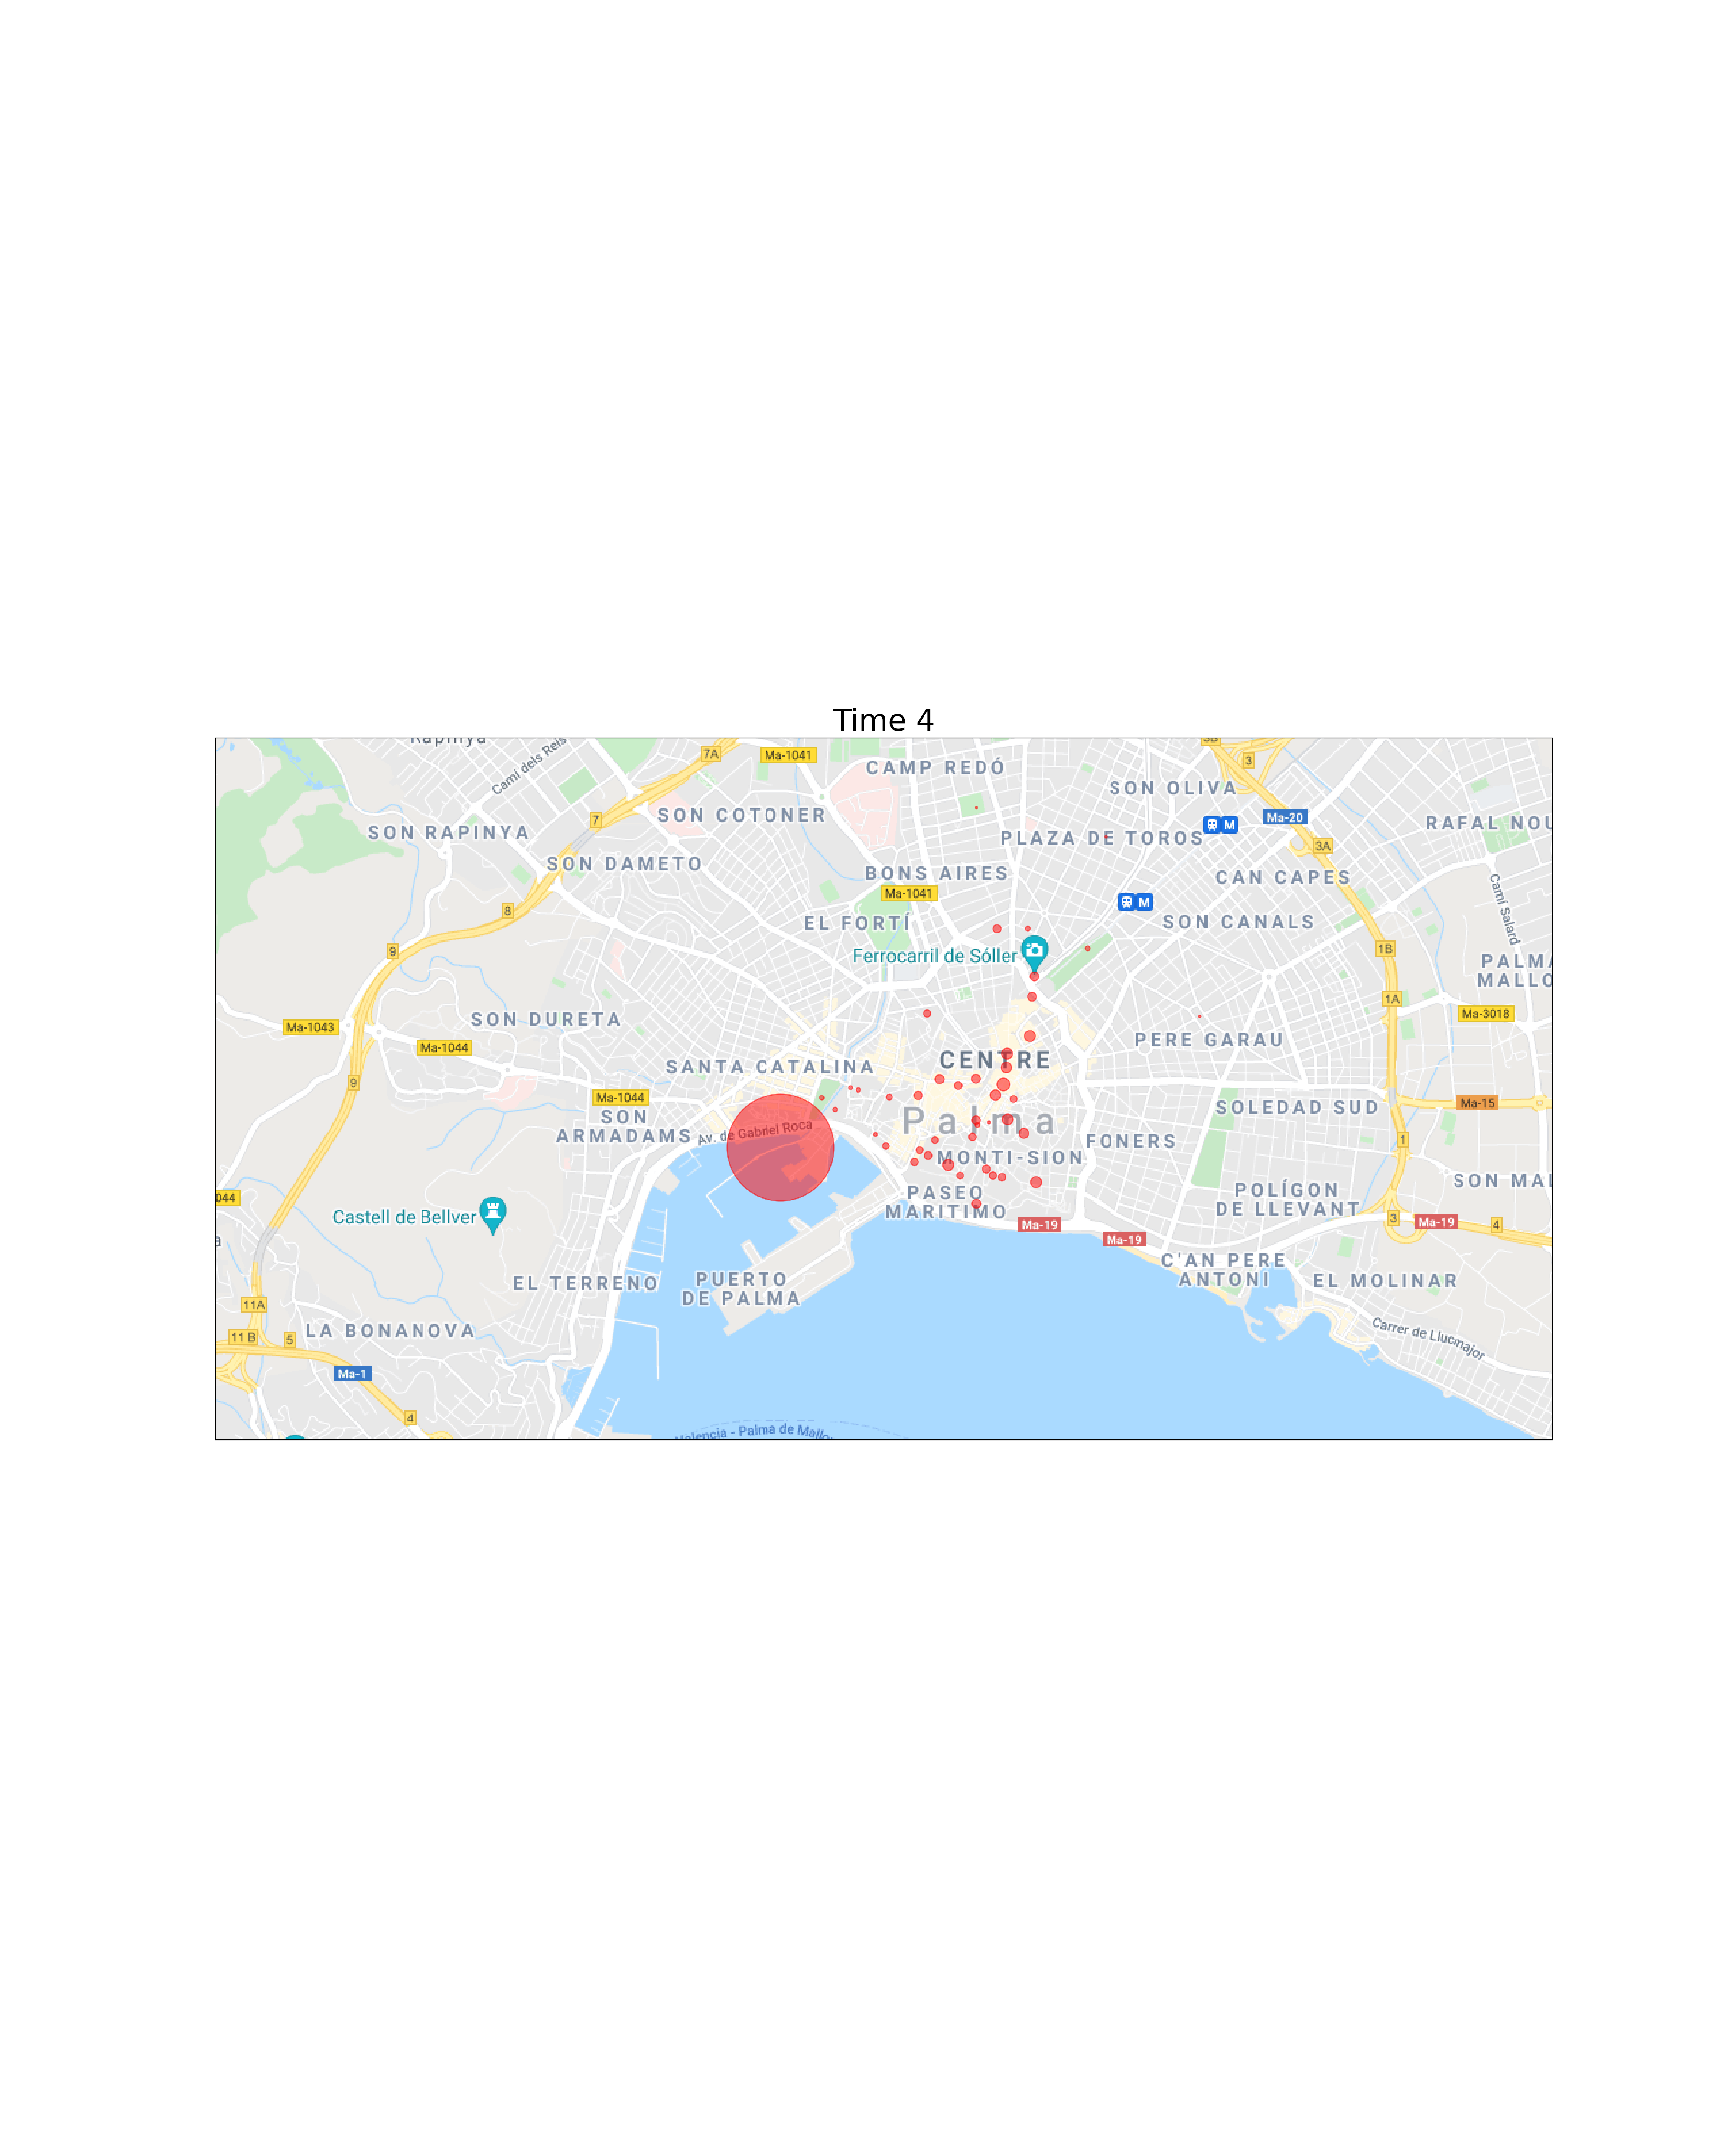 Time 4
Rapinya
Camí dels Reis
7A
Ma-1041
CAMP REDÓ
3
SON OLIVA
SON COTONER
7
Ma-20
M
RAFAL NOU
SON RAPINYA
PLAZA DE TOROS
3A
SON DAMETO
BONS AIRES
CAN CAPES
Ma-1041
M
Camí Salard
8
EL FORTÍ
SON CANALS
9
Ferrocarril de Sóller
1B
PALMA
MALLO
1A
Ma-3018
SON DURETA
Ma-1043
Ma-1044
PERE GARAU
CENTRE
SANTA CATALINA
9
Ma-1044
SON
ARMADAMS
Palma
SOLEDAD SUD
Ma-15
Av. de Gabriel Roca
FONERS
1
MONTI-SION
SON MAI
044
PASEO
MARITIMO
POLÍGON
DE LLEVANT
Castell de Bellver
Ma-19
3
Ma-19
4
a
Ma-19
C'AN PERE
ANTONI
EL TERRENO
PUERTO
DE PALMA
EL MOLINAR
11A
LA BONANOVA
11 B
5
Carrer de Llucmajor
Ma-1
4
Valencia - Palma de Mallor